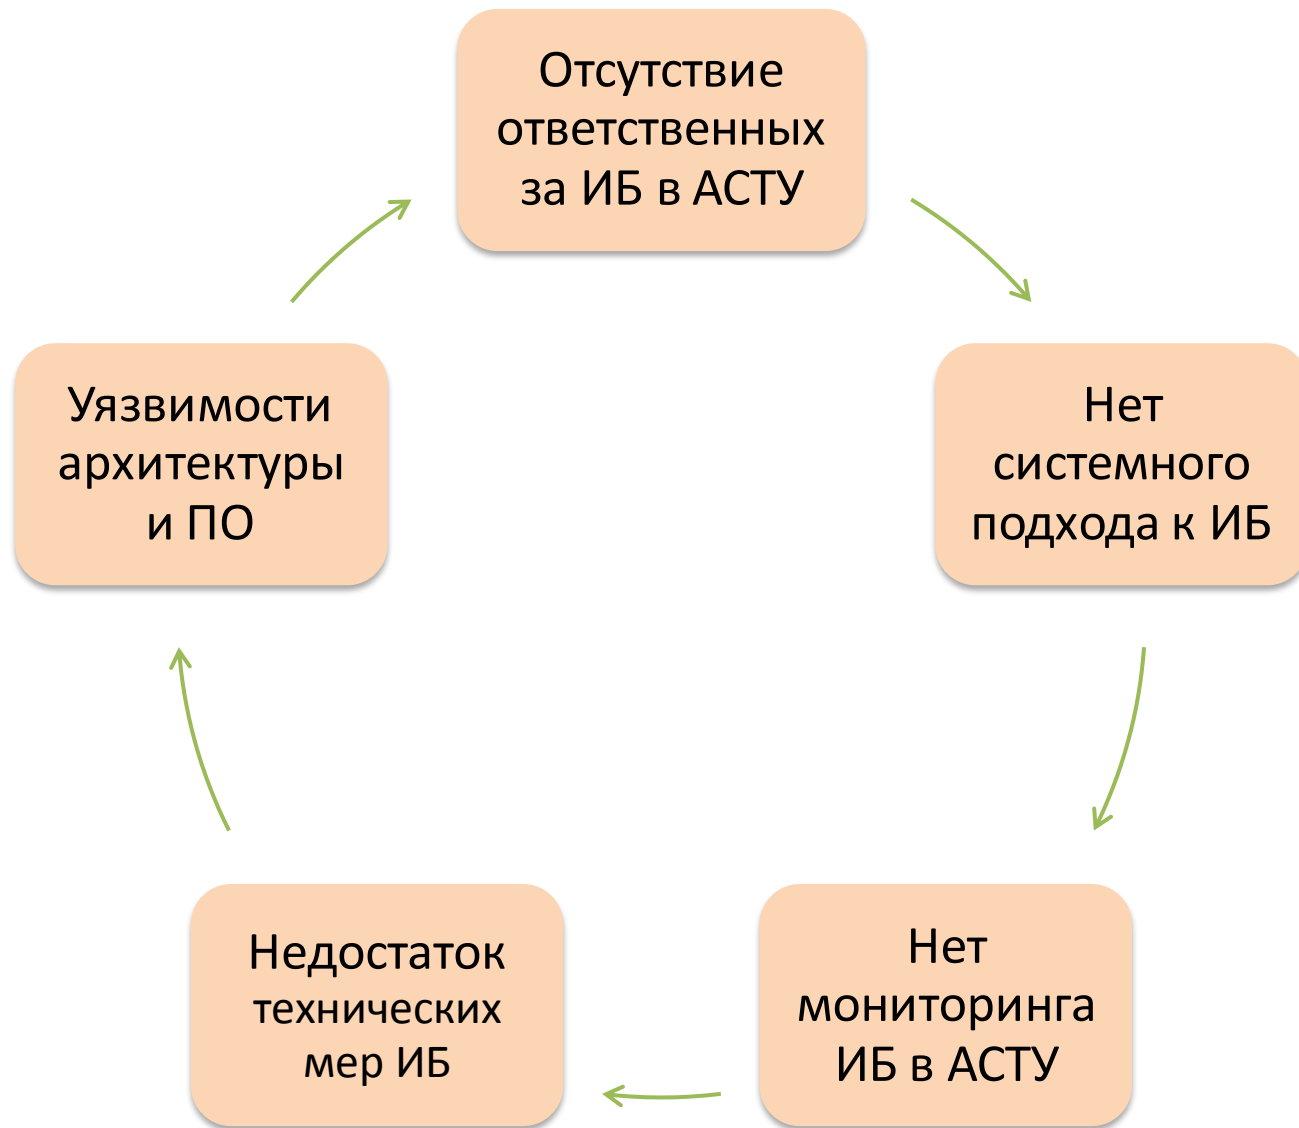 Отсутствие
ответственных
за ИБ в АСТУ
Нет
системного
подхода к ИБ
Нет
мониторинга
ИБ в АСТУ
Недостаток
технических
мер ИБ
Уязвимости
архитектуры
и ПО